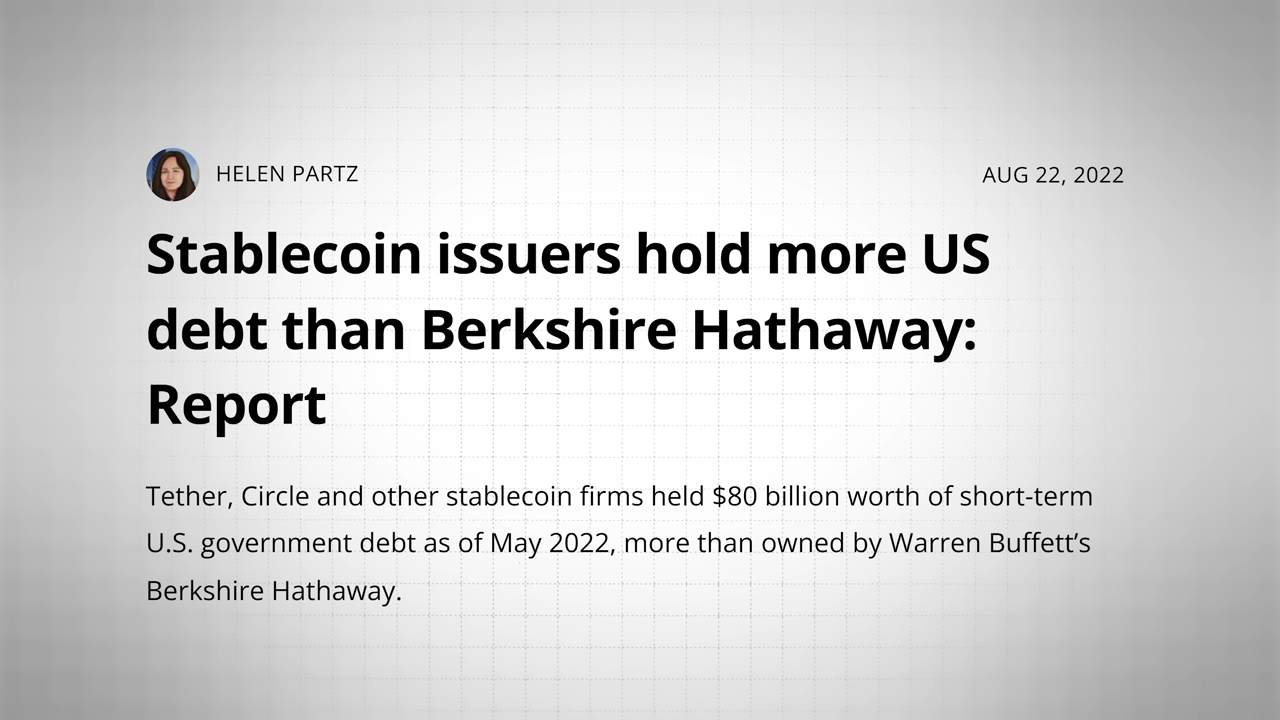 HELEN PARTZ
AUG 22, 2022
Stablecoin issuers hold more US
debt than Berkshire Hathaway:
Report
Tether, Circle and other stablecoin firms held $80 billion worth of short-term
U.S. government debt as of May 2022, more than owned by Warren Buffett’s
Berkshire Hathaway.